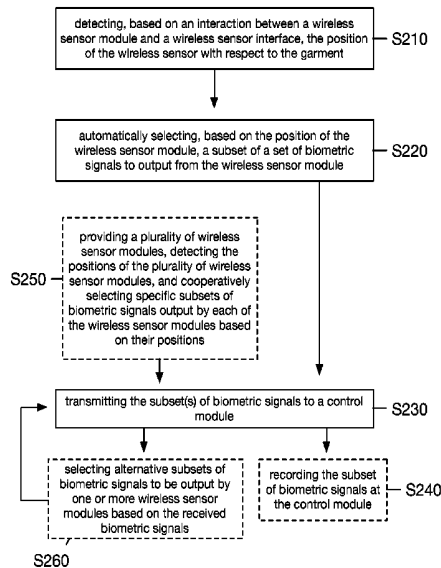 detecting, based on an interaction between a wireless
sensor module and a wireless sensor interface, the position
of the wireless sensor with respect to the garment
S210
automatically selecting, based on the position of the
wireless sensor module, a subset of a set of biometric
signals to output from the wireless sensor module
S220
providing a plurality of wireless
sensor modules, detecting the
positions of the plurality of wireless
sensor modules, and cooperatively
selecting specific subsets of
biometric signals output by each of
the wireless sensor modules based
on their positions
S250
transmitting the subset(s) of biometric signals to a control
module
S230
selecting alternative subsets of
biometric signals to be output by
one or more wireless sensor
modules based on the received
biometric signals
S260
recording the subset
of biometric signals at
the control module
S240